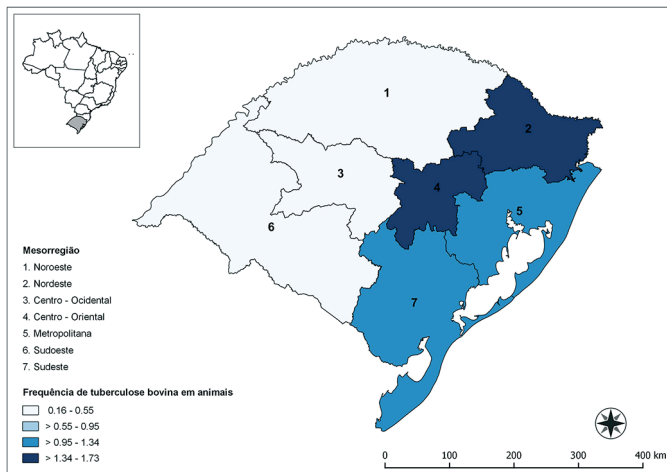 1
2
3
4
5
6
7
Mesorregião
1. Noroeste
2. Nordeste
3. Centro - Ocidental
4. Centro - Oriental
5. Metropolitana
6. Sudoeste
7. Sudeste
Frequência de tuberculose bovina em animais
0.16 - 0.55
> 0.55 - 0.95
> 0.95 - 1.34
> 1.34 - 1.73
0 100 200 300 400 km